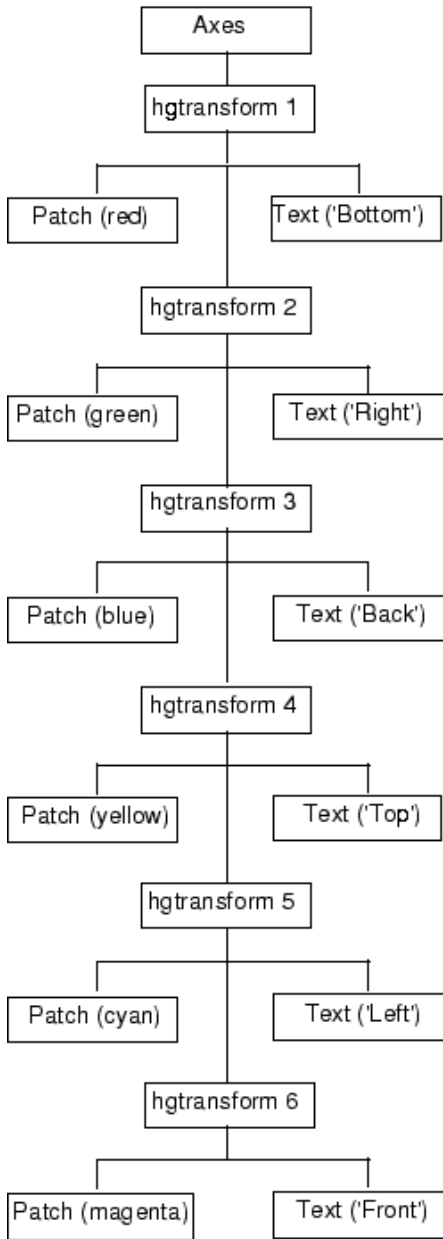 Axes
hgtransform 1
Patch (red)
Text ('Bottom')
hgtransform 2
Patch (green)
Text ('Right')
hgtransform 3
Patch (blue)
Text ('Back')
hgtransform 4
Patch (yellow)
Text ('Top')
hgtransform 5
Patch (cyan)
Text ('Left')
hgtransform 6
Patch (magenta)
Text ('Front')